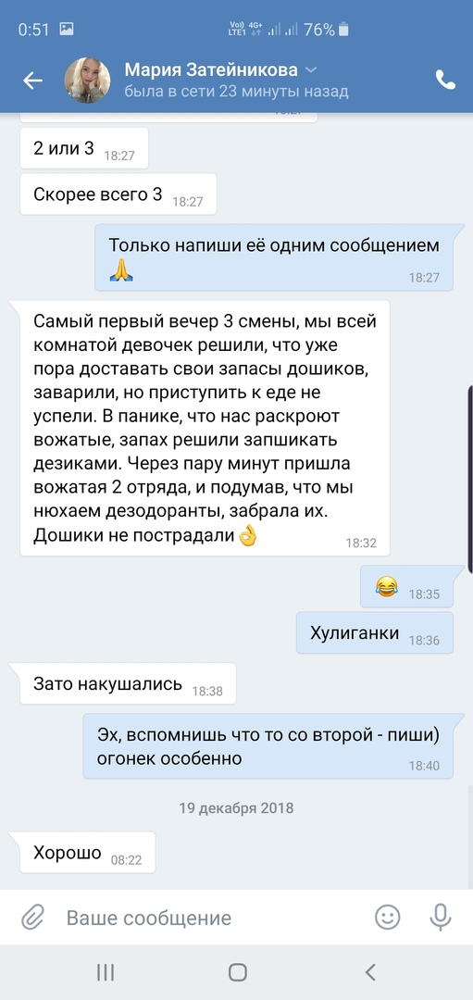 0:51
Vo)) 4G+
LTE1
76%
Мария Затейникова
была в сети 23 минуты назад
2 или 3
18:27
Скорее всего 3
18:27
Только напиши её одним сообщением
🙏
18:27
Самый первый вечер 3 смены, мы всей
комнатой девочек решили, что уже
пора доставать свои запасы дошиков,
заварили, но приступить к еде не
успели. В панике, что нас раскроют
вожатые, запах решили запшикать
дезиками. Через пару минут пришла
вожатая 2 отряда, и подумав, что мы
нюхаем дезодоранты, забрала их.
Дошики не пострадали👌
18:32
😂
18:35
Хулиганки
18:36
Зато накушались
18:38
Эх, вспомнишь что то со второй - пиши)
огонек особенно
18:40
19 декабря 2018
Хорошо
08:22
Ваше сообщение